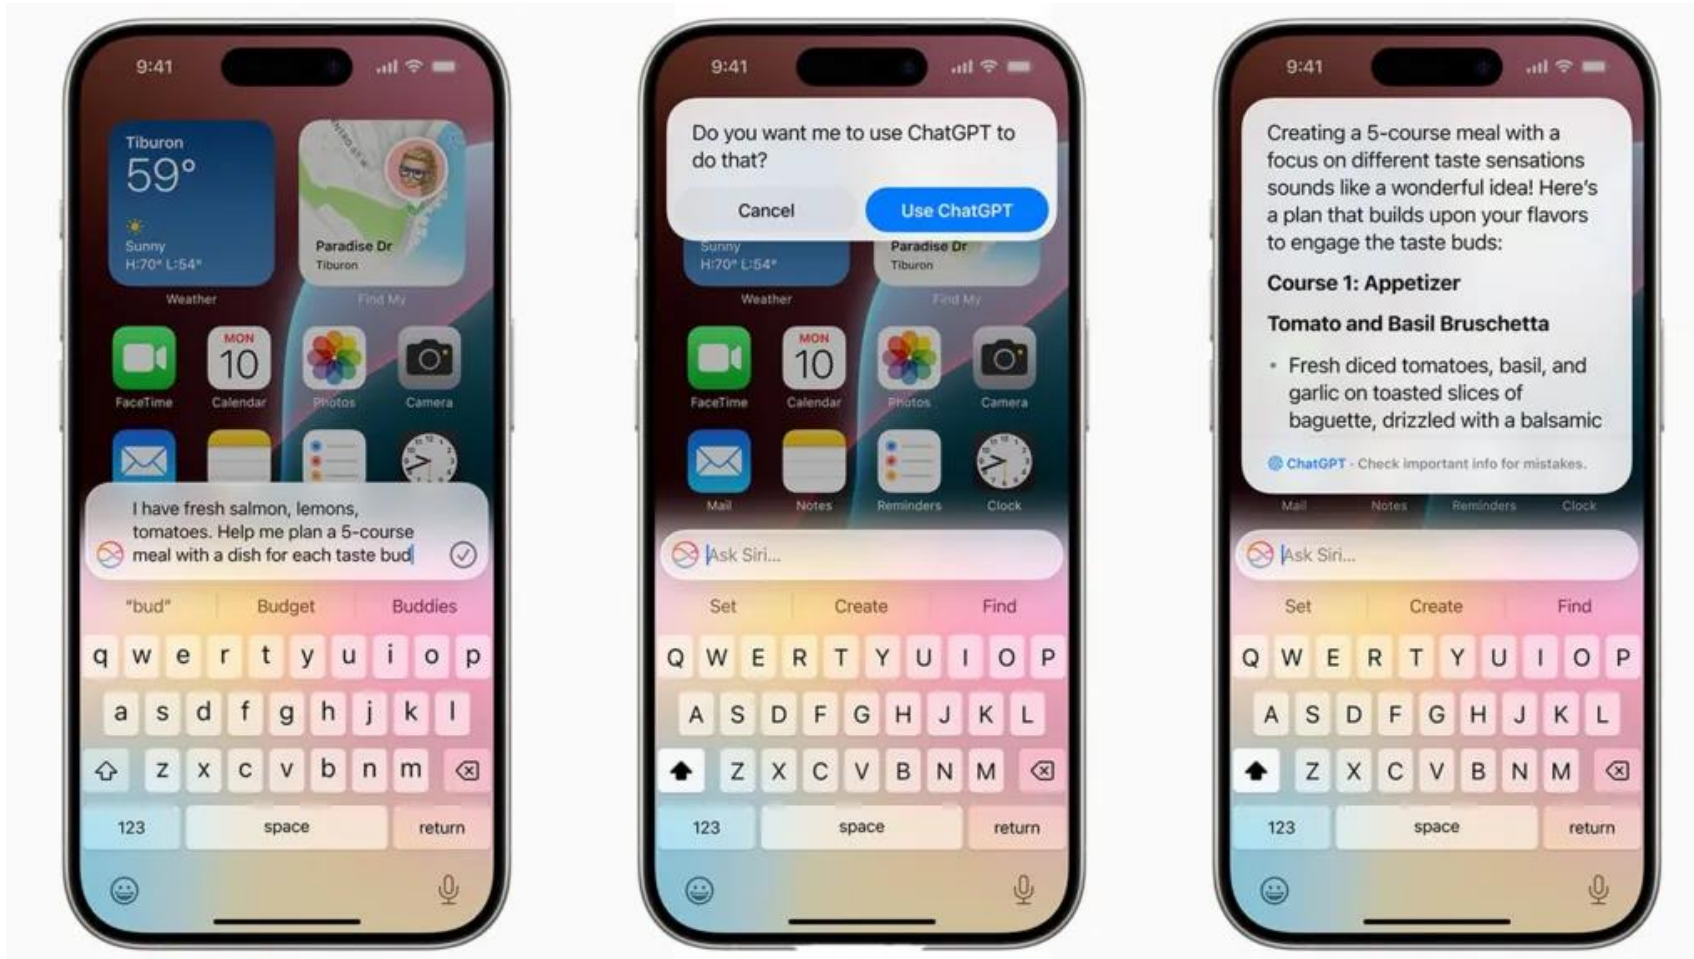 9:41
Tiburon
59°
Sunny
H:70° L:54°
Weather
Paradise Dr
Tiburon
Find My
MON
10
FaceTime
Calendar
Photos
Camera
I have fresh salmon, lemons,
tomatoes. Help me plan a 5-course
meal with a dish for each taste bud
"bud" Budget Buddies
q w e r t y u i o p
a s d f g h j k l
z x c v b n m
123 space return
9:41
Do you want me to use ChatGPT to
do that?
Cancel Use ChatGPT
Sunny
H:70° L:54°
Weather
Paradise Dr
Tiburon
Find My
MON
10
FaceTime
Calendar
Photos
Camera
Mail
Notes
Reminders
Clock
Ask Siri...
Set Create Find
Q W E R T Y U I O P
A S D F G H J K L
Z X C V B N M
123 space return
9:41
Creating a 5-course meal with a
focus on different taste sensations
sounds like a wonderful idea! Here's
a plan that builds upon your flavors
to engage the taste buds:
Course 1: Appetizer
Tomato and Basil Bruschetta
• Fresh diced tomatoes, basil, and
garlic on toasted slices of
baguette, drizzled with a balsamic
ChatGPT · Check important info for mistakes.
Mail
Notes
Reminders
Clock
Ask Siri...
Set Create Find
Q W E R T Y U I O P
A S D F G H J K L
Z X C V B N M
123 space return